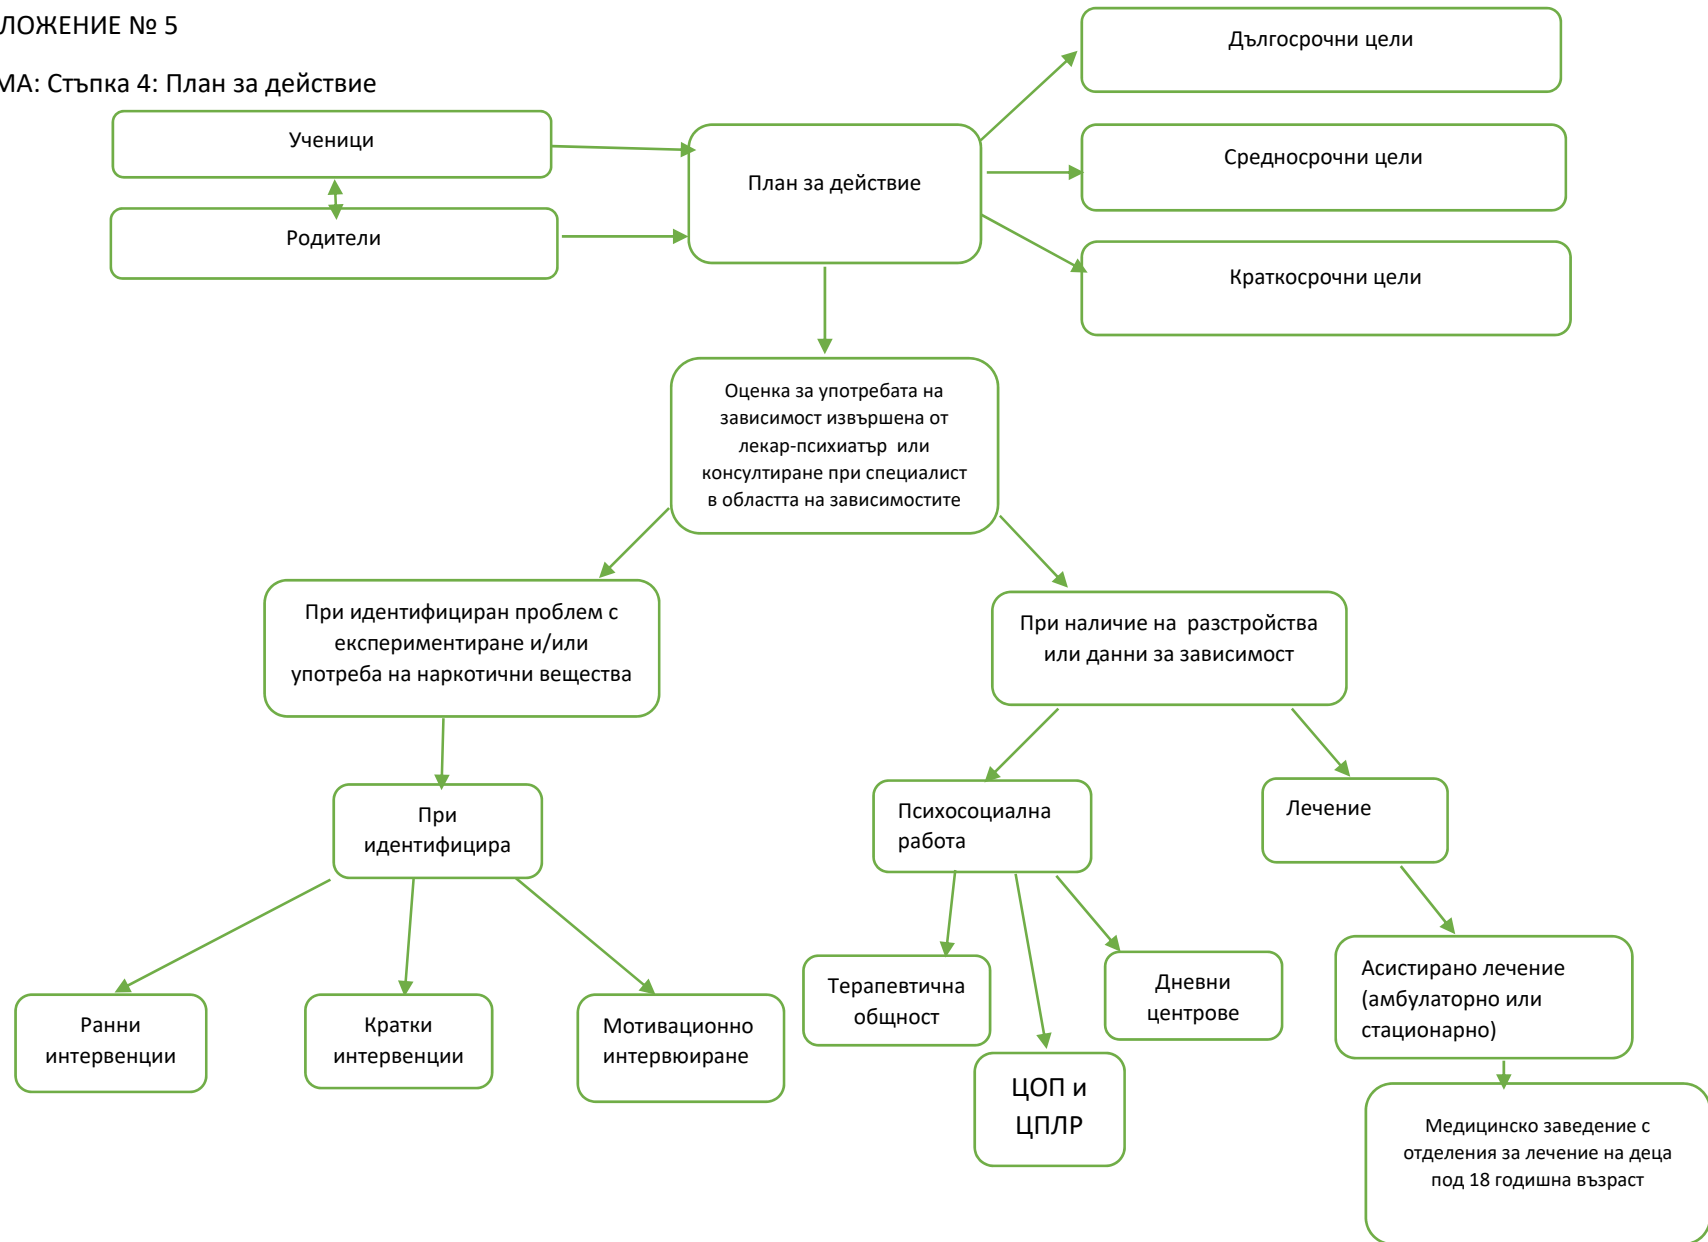 ЛОЖЕНИЕ № 5
МА: Стъпка 4: План за действие
Дългосрочни цели
Ученици
План за действие
Средносрочни цели
Родители
Краткосрочни цели
Оценка за употребата на
зависимост извършена от
лекар-психиатър или
консултиране при специалист
в областта на зависимостите
При идентифициран проблем с
експериментиране и/или
употреба на наркотични вещества
При наличие на разстройства
или данни за зависимост
При
идентифицира
Психосоциална
работа
Лечение
Ранни
интервенции
Кратки
интервенции
Мотивационно
интервюиране
Терапевтична
общност
ЦОП и
ЦПЛР
Дневни
центрове
Асистирано лечение
(амбулаторно или
стационарно)
Медицинско заведение с
отделения за лечение на деца
под 18 годишна възраст